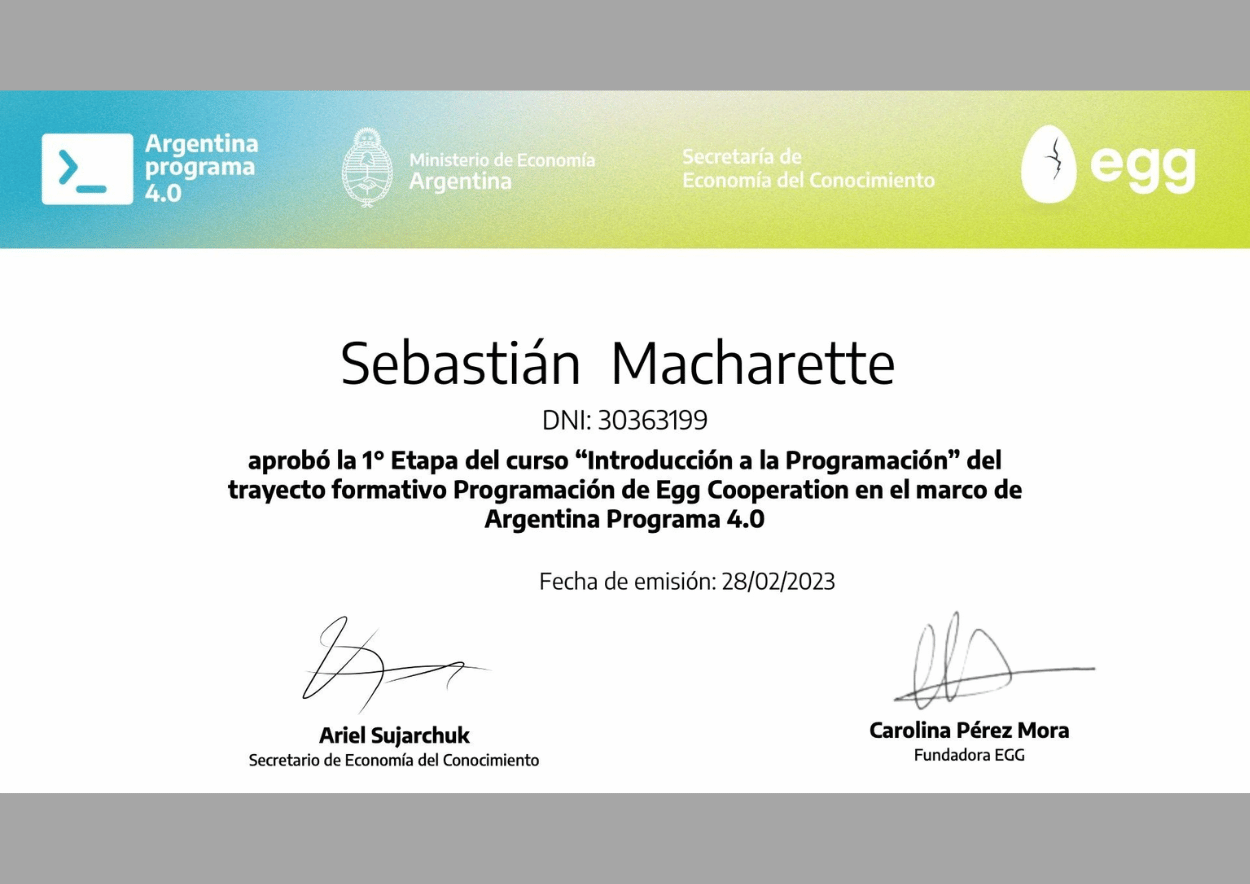 Argentina
programa
4.0
Ministerio de Economía
Argentina
Secretaría de
Economía del Conocimiento
egg
Sebastián Macharette
DNI: 30363199
aprobó la 1° Etapa del curso “Introducción a la Programación” del
trayecto formativo Programación de Egg Cooperation en el marco de
Argentina Programa 4.0
Fecha de emisión: 28/02/2023
Ariel Sujarchuk
Secretario de Economía del Conocimiento
Carolina Pérez Mora
Fundadora EGG